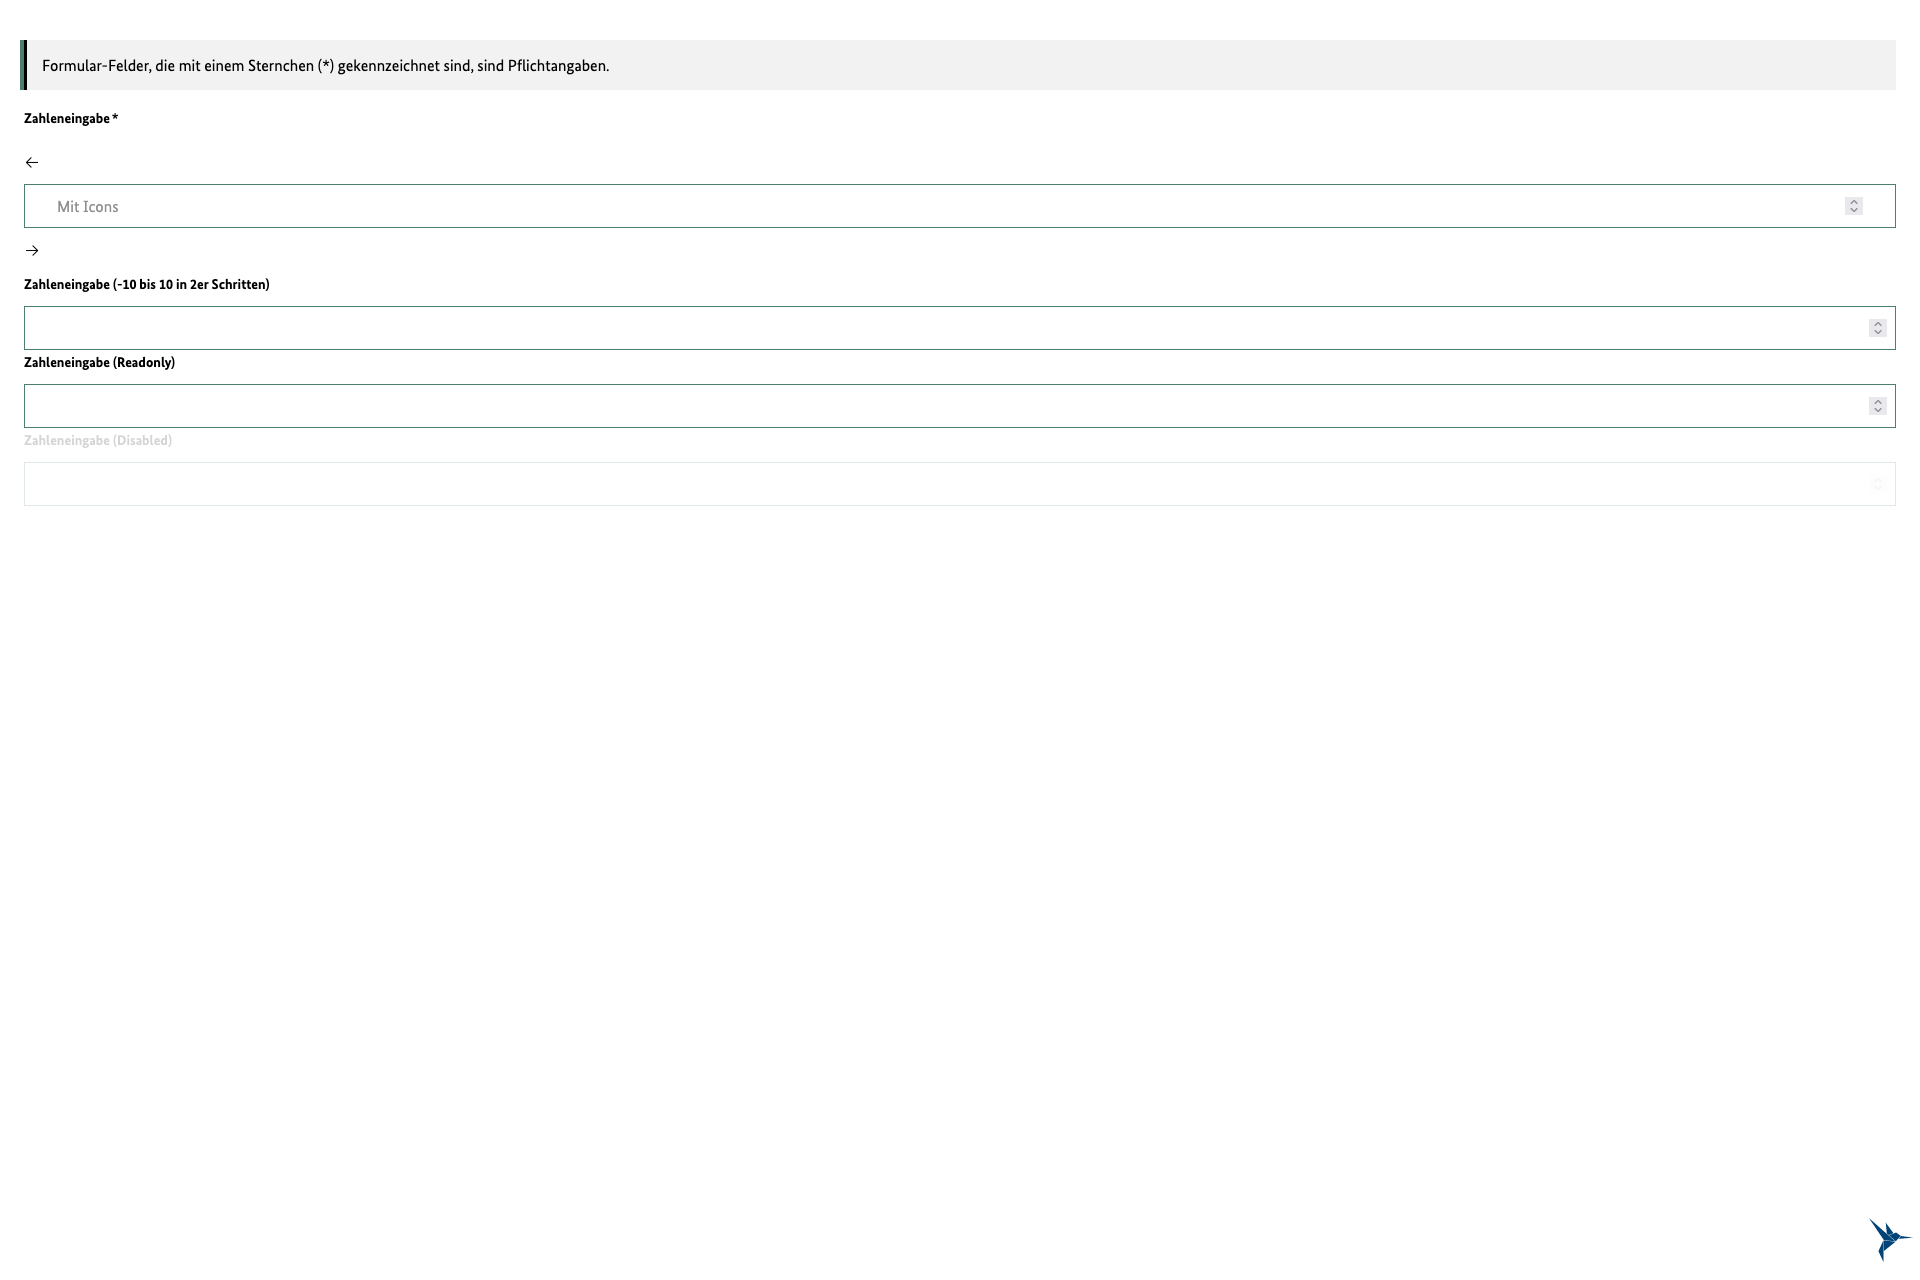 Formular-Felder, die mit einem Sternchen (*) gekennzeichnet sind, sind Pflichtangaben.
Zahleneingabe *
Mit Icons
Zahleneingabe (-10 bis 10 in 2er Schritten)
Zahleneingabe (Readonly)
Zahleneingabe (Disabled)